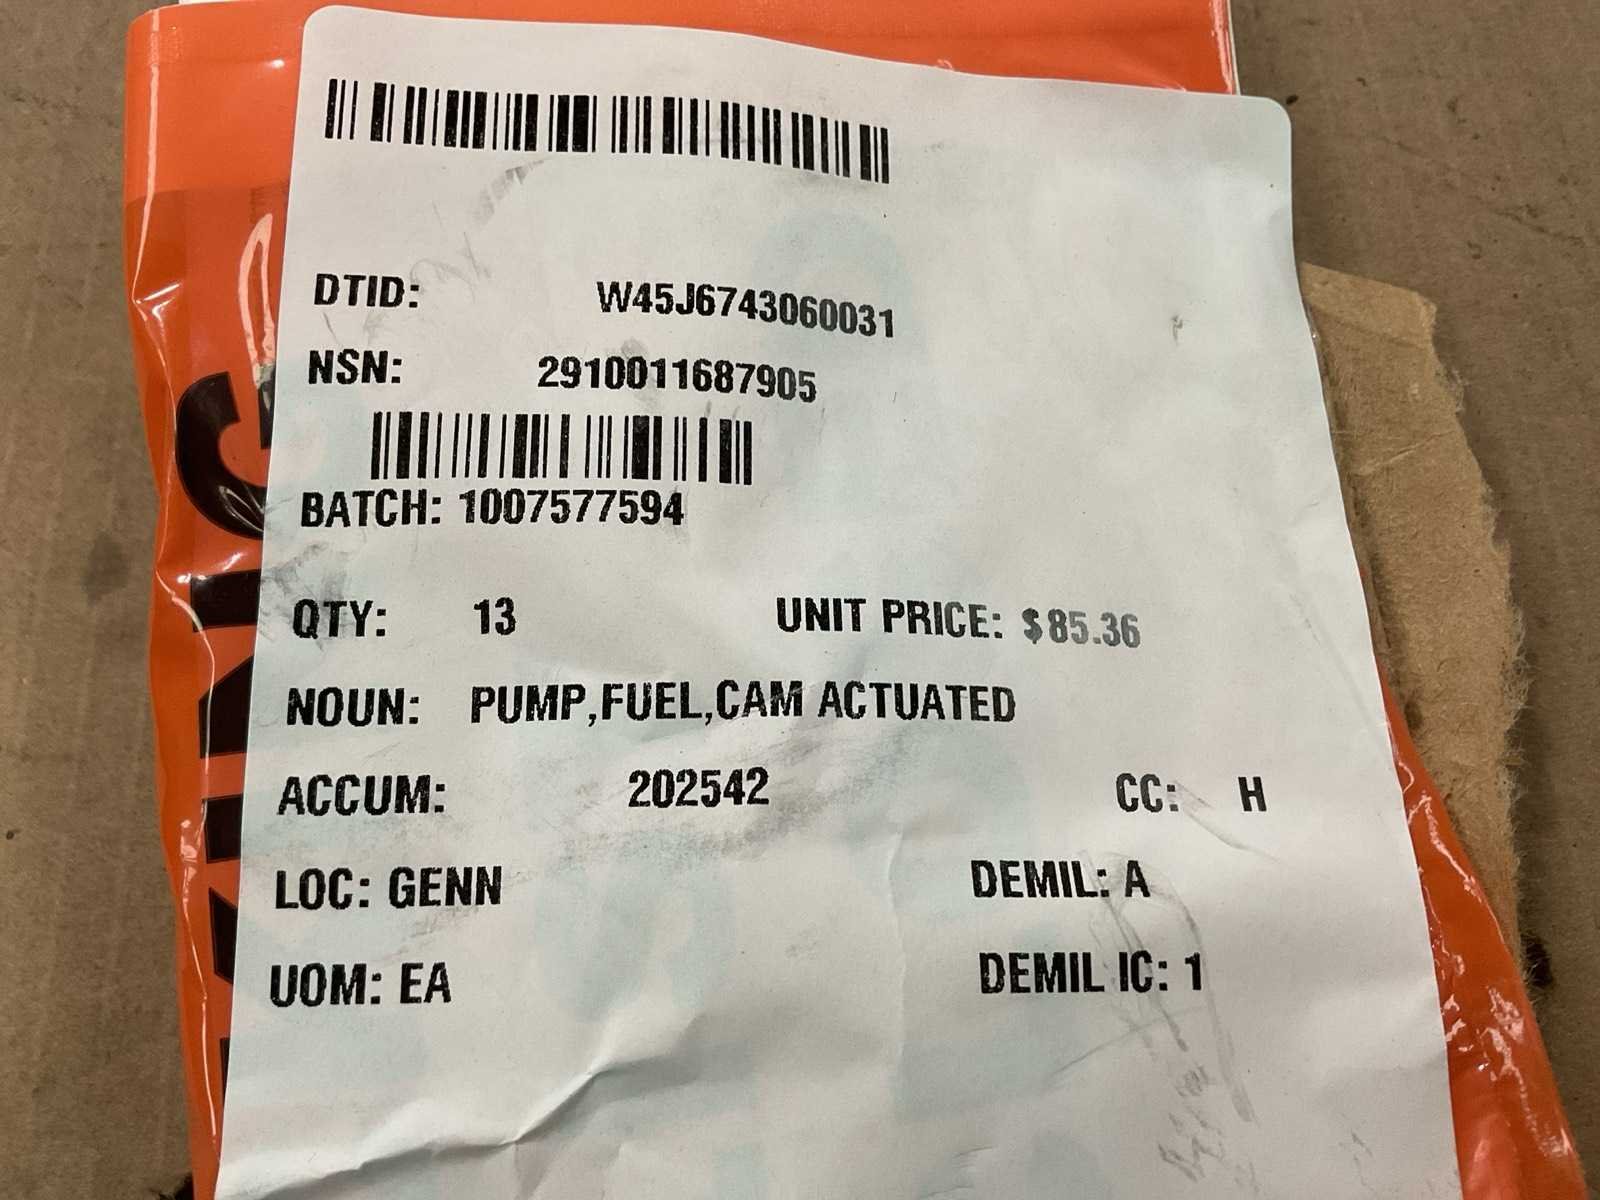 DTID: W45J6743060031
NSN: 2910011687905
BATCH: 1007577594
QTY: 13 UNIT PRICE: $85.36
NOUN: PUMP,FUEL,CAM ACTUATED
ACCUM: 202542 CC: H
LOC: GENN DEMIL: A
UOM: EA DEMIL IC: 1